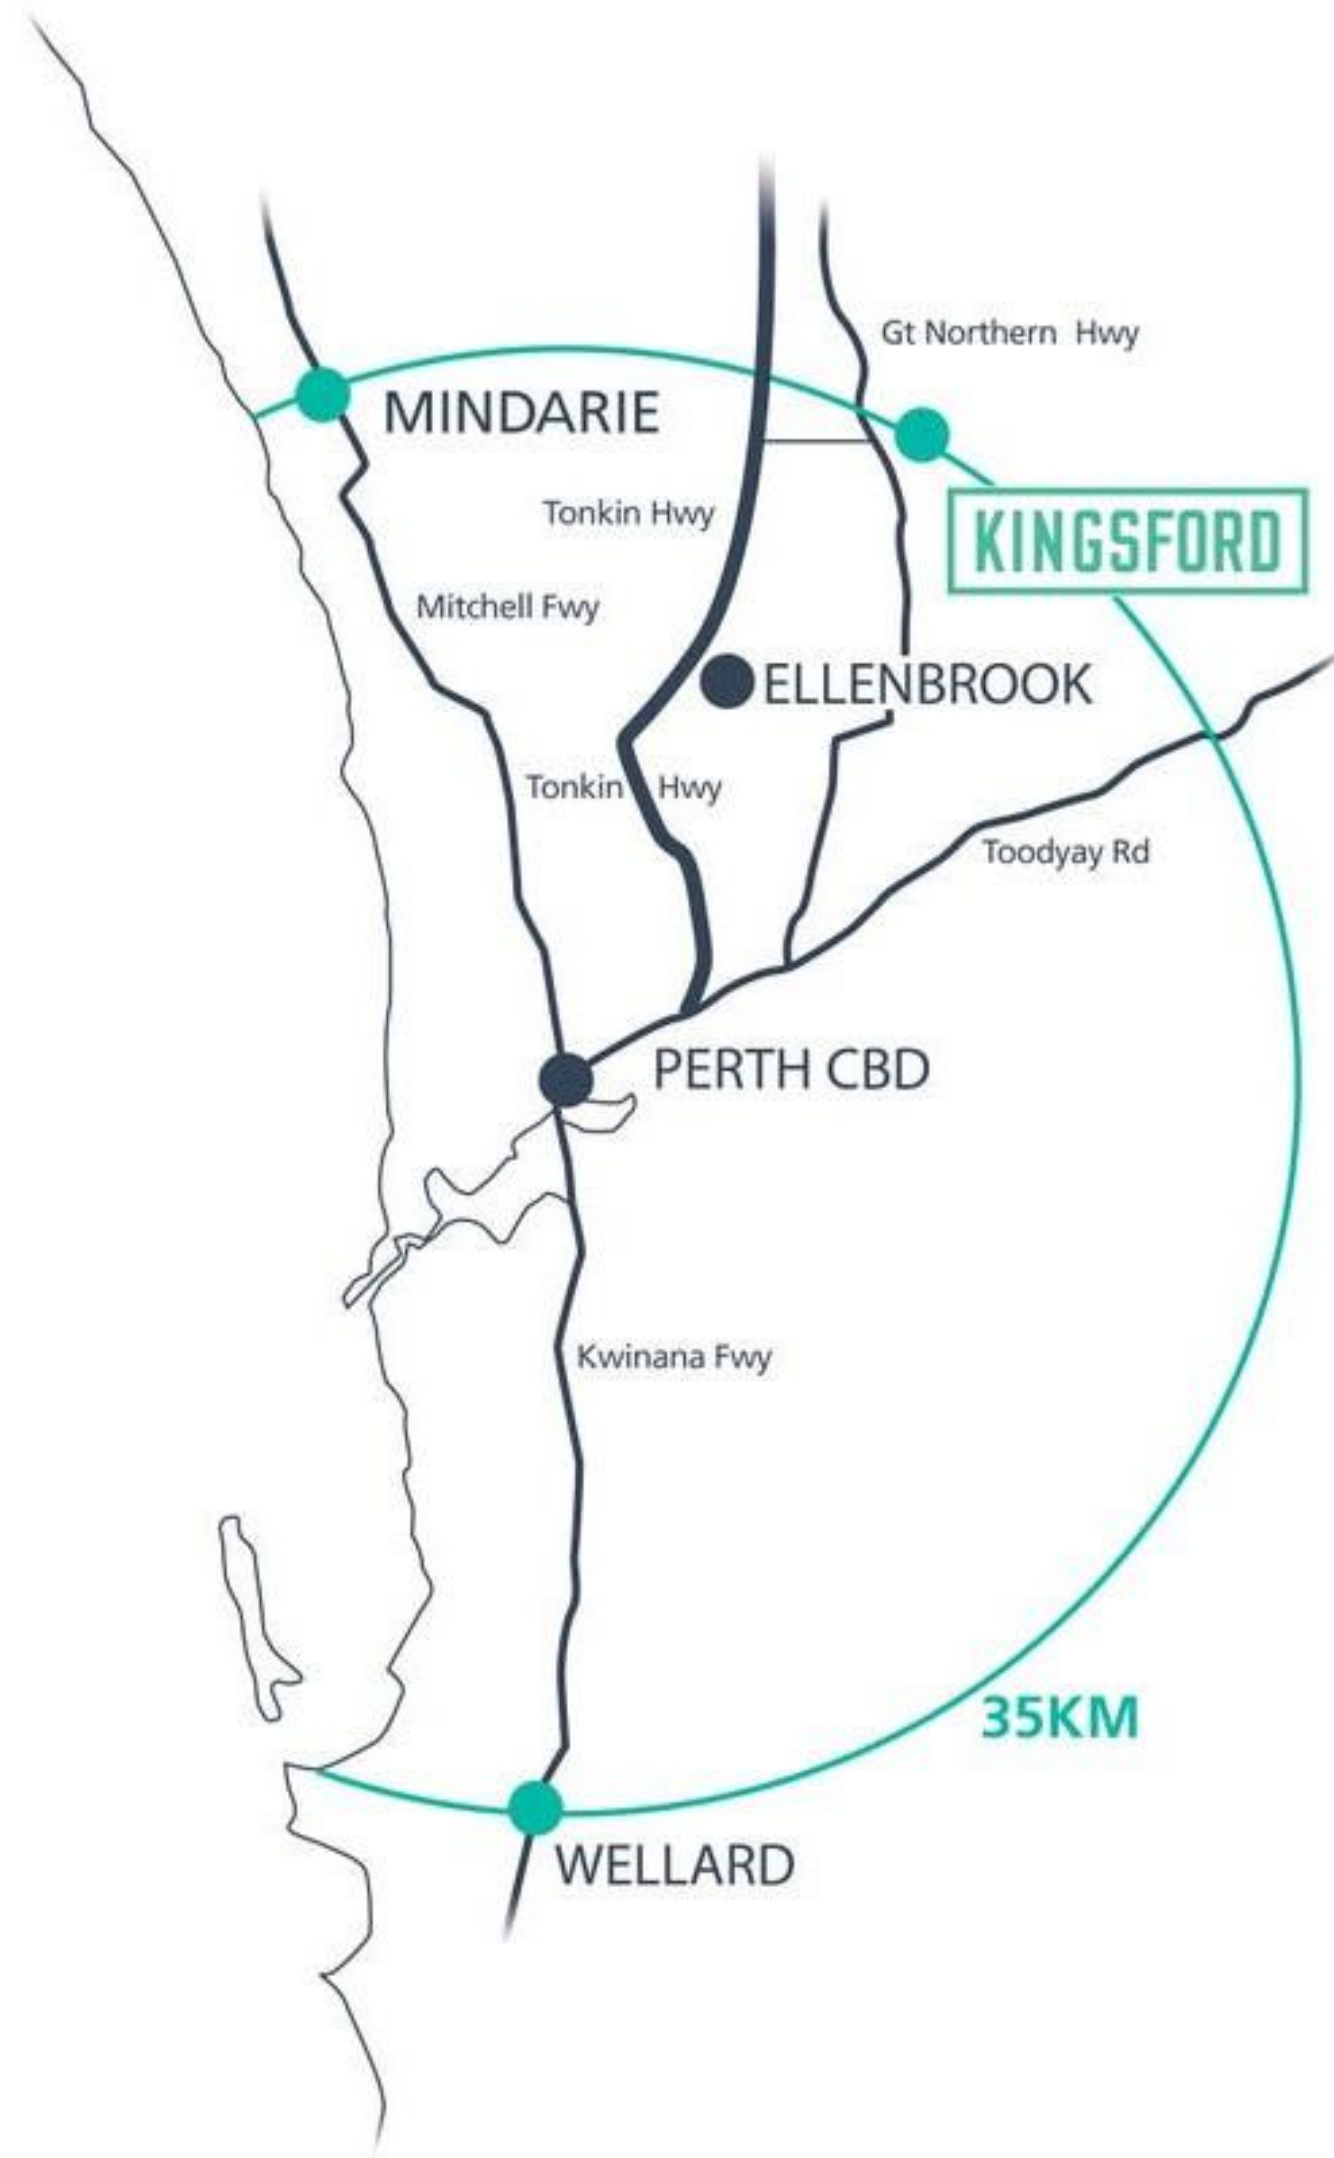 Gt Northern Hwy
MINDARIE
Tonkin Hwy
KINGSFORD
Mitchell Fwy
ELLENBROOK
Tonkin Hwy
Toodyay Rd
PERTH CBD
Kwinana Fwy
35KM
WELLARD